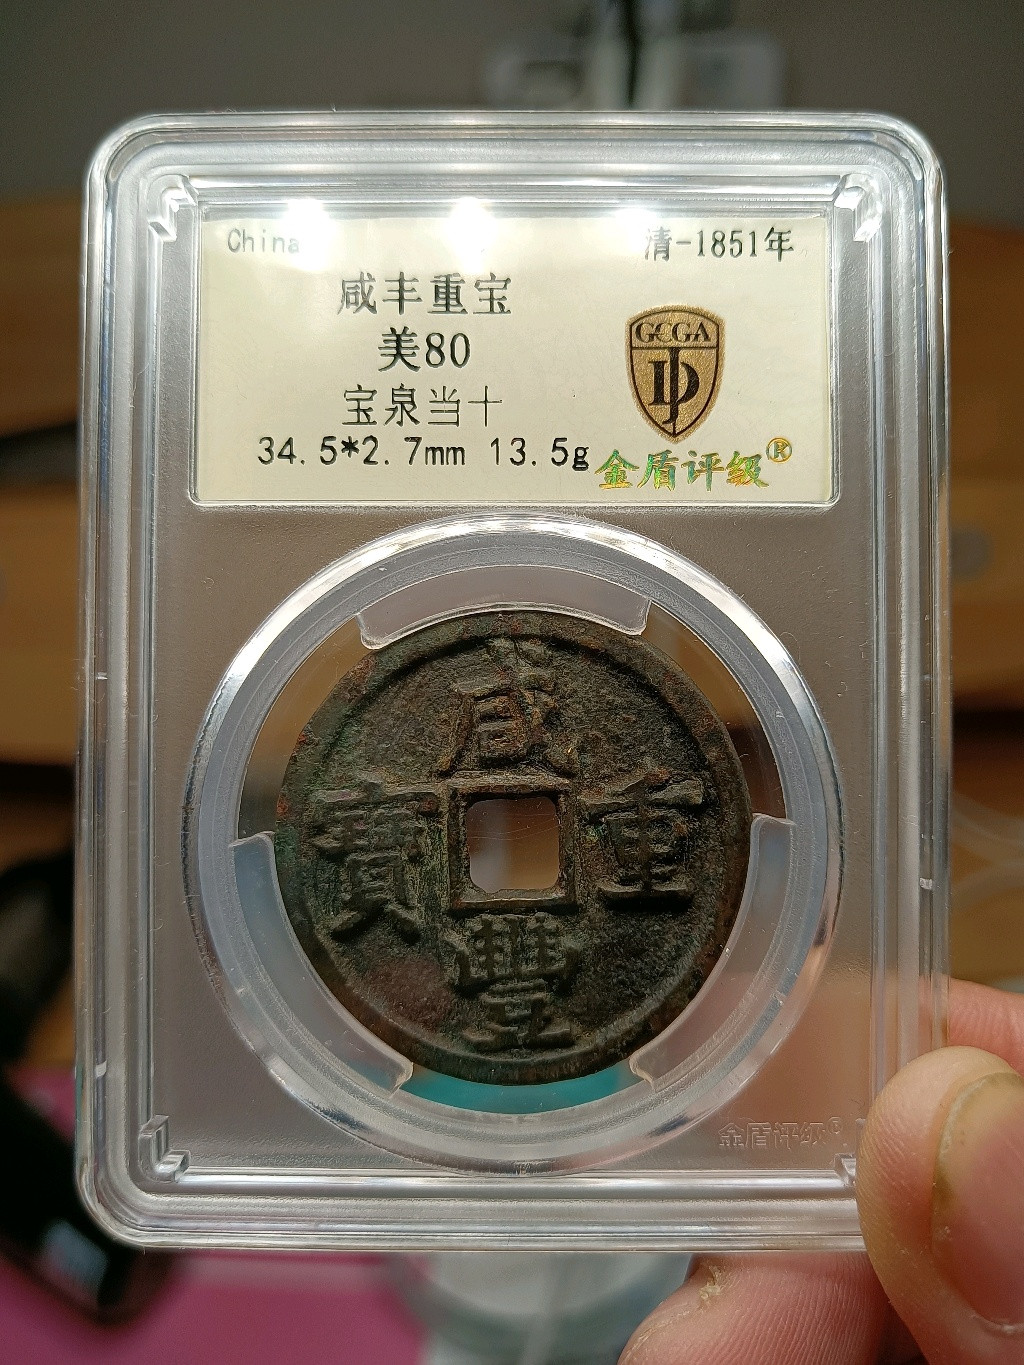 China 清-1851年
咸丰重宝
美80
宝泉当十
34.5*2.7mm 13.5g
GCGA
金盾评级®
咸
寶 重
豐
金盾评级®